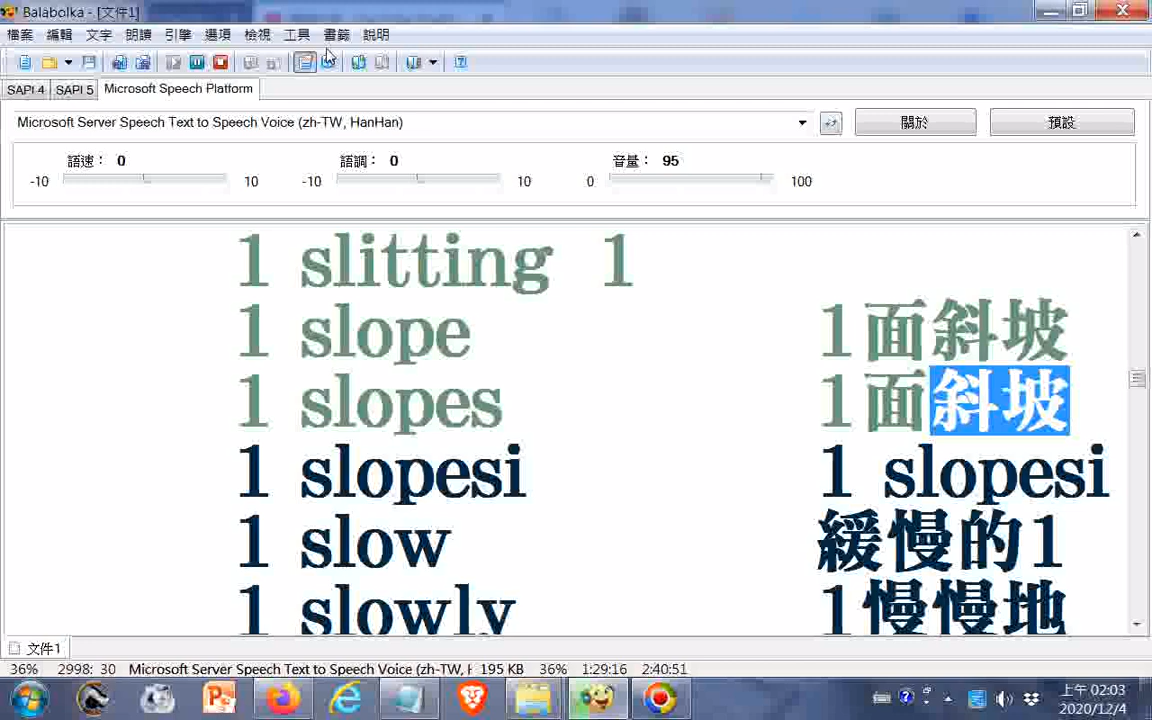 Balabolka - [文件1]
檔案 編輯 文字 朗讀 引擎 選項 檢視 工具 書籤 說明
SAPI 4 SAPI 5 Microsoft Speech Platform
Microsoft Server Speech Text to Speech Voice (zh-TW, HanHan) 關於 預設
語速： 0 語調： 0 音量： 95
-10 10 -10 10 0 100
1 slitting 1
1 slope 1面斜坡
1 slopes 1面斜坡
1 slopesi 1 slopesi
1 slow 緩慢的1
1 slowly 1慢慢地
文件1
36% 2998: 30 Microsoft Server Speech Text to Speech Voice (zh-TW, 195 KB 36% 1:29:16 2:40:51
上午 02:03
2020/12/4